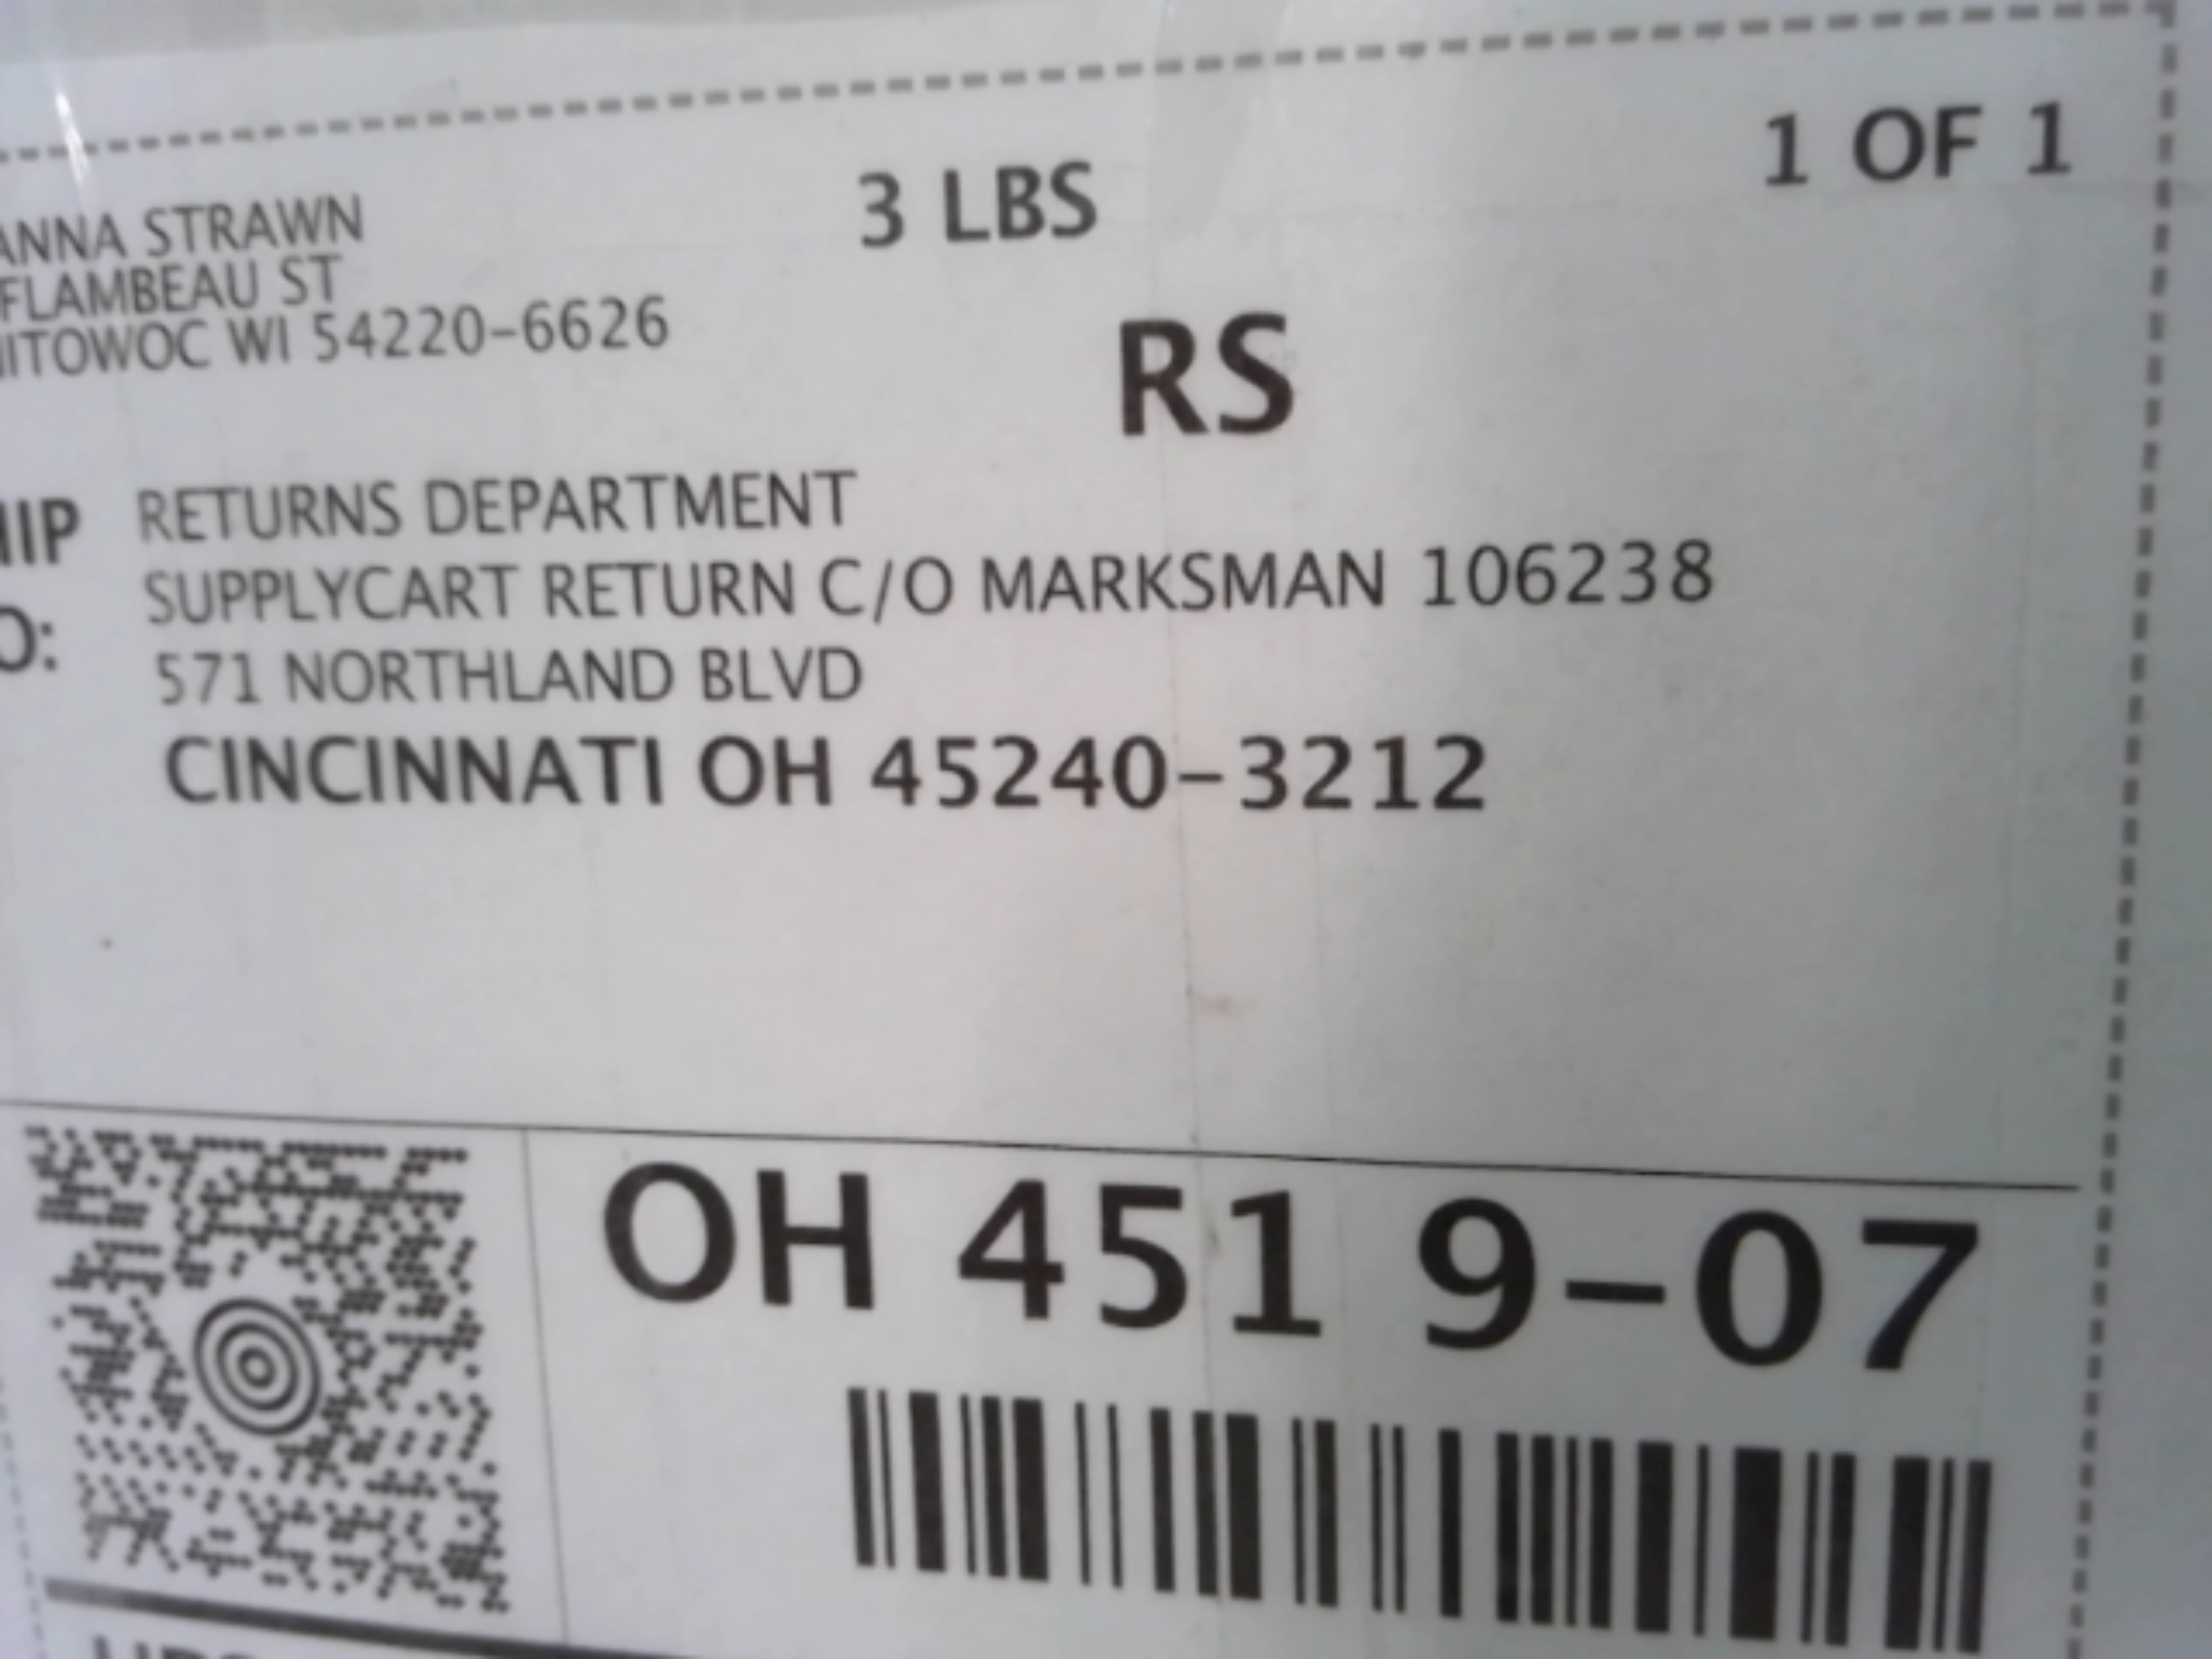 1 OF 1
3 LBS
ANNA STRAWN
FLAMBEAU ST
ITOWOC WI 54220-6626
RS
HIP RETURNS DEPARTMENT
SUPPLYCART RETURN C/O MARKSMAN 106238
O: 571 NORTHLAND BLVD
CINCINNATI OH 45240-3212
OH 451 9-07